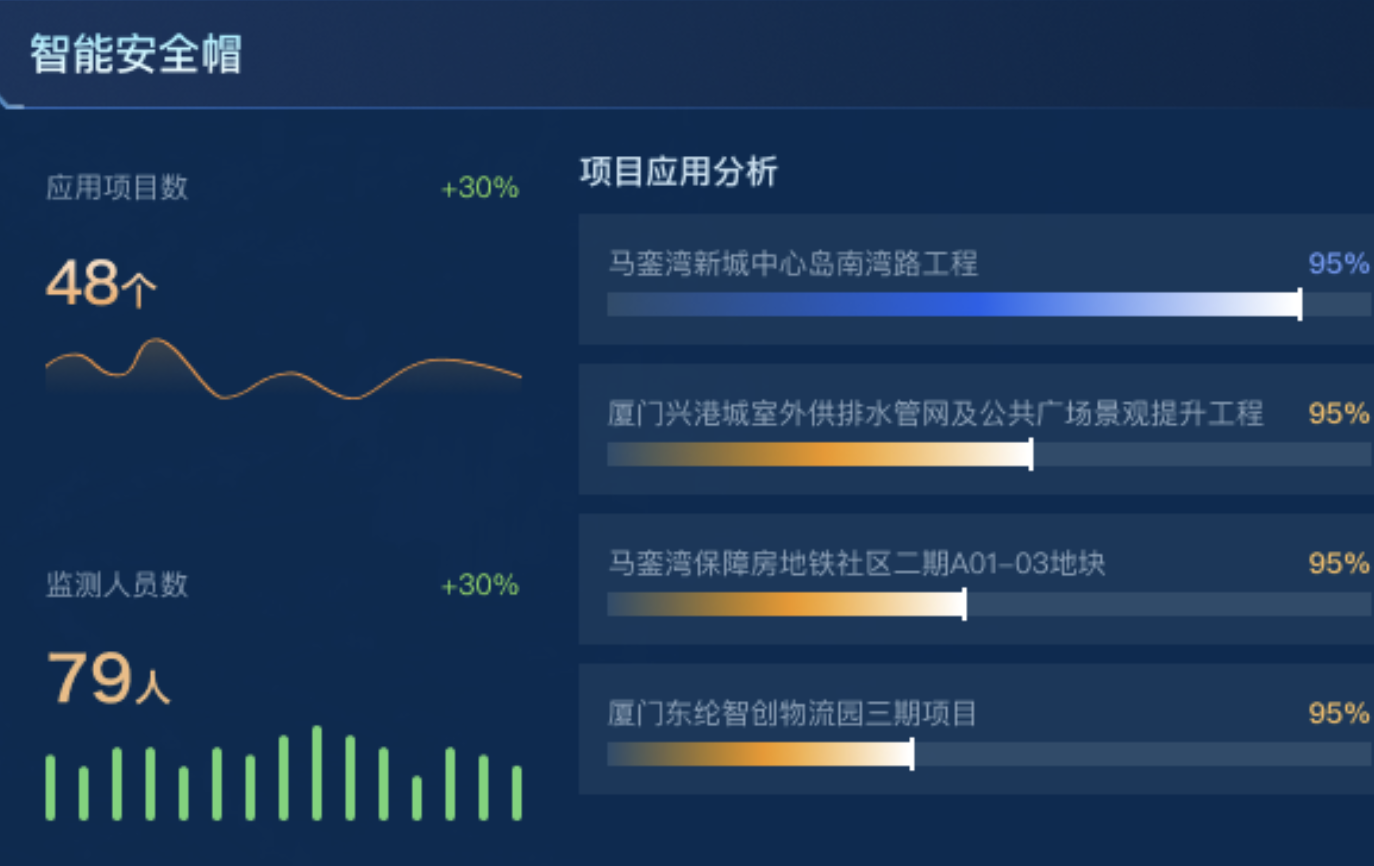 智能安全帽
应用项目数
+30%
48个
监测人员数
+30%
79人
项目应用分析
马銮湾新城中心岛南湾路工程
95%
厦门兴港城室外供排水管网及公共广场景观提升工程
95%
马銮湾保障房地铁社区二期A01-03地块
95%
厦门东纶智创物流园三期项目
95%